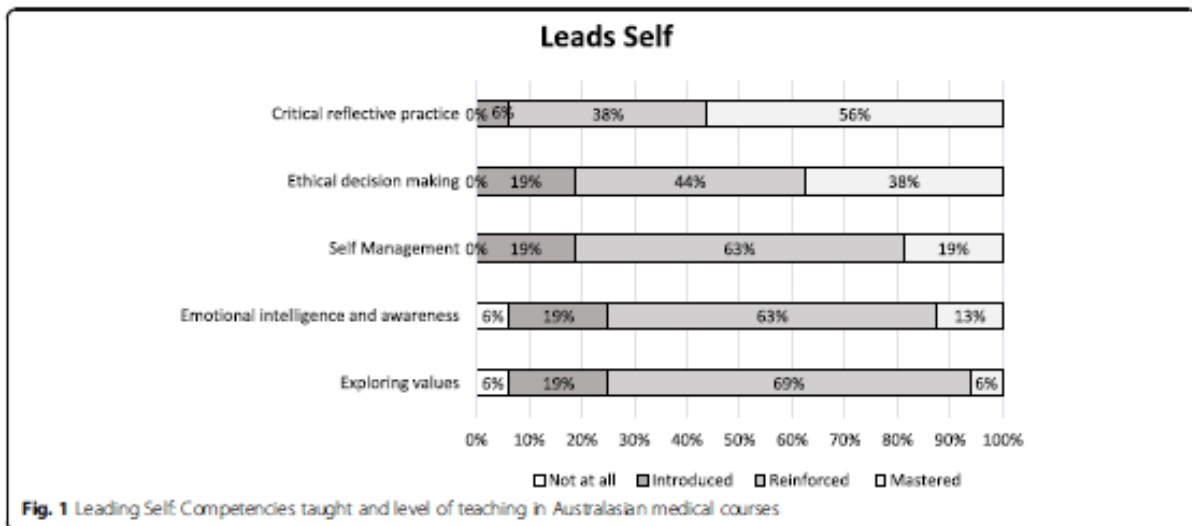 Leads Self
Critical reflective practice 0% 6% 38% 56%
Ethical decision making 0% 19% 44% 38%
Self Management 0% 19% 63% 19%
Emotional intelligence and awareness 6% 19% 63% 13%
Exploring values 6% 19% 69% 6%
0% 10% 20% 30% 40% 50% 60% 70% 80% 90% 100%
Not at all Introduced Reinforced Mastered
Fig. 1 Leading Self: Competencies taught and level of teaching in Australasian medical courses